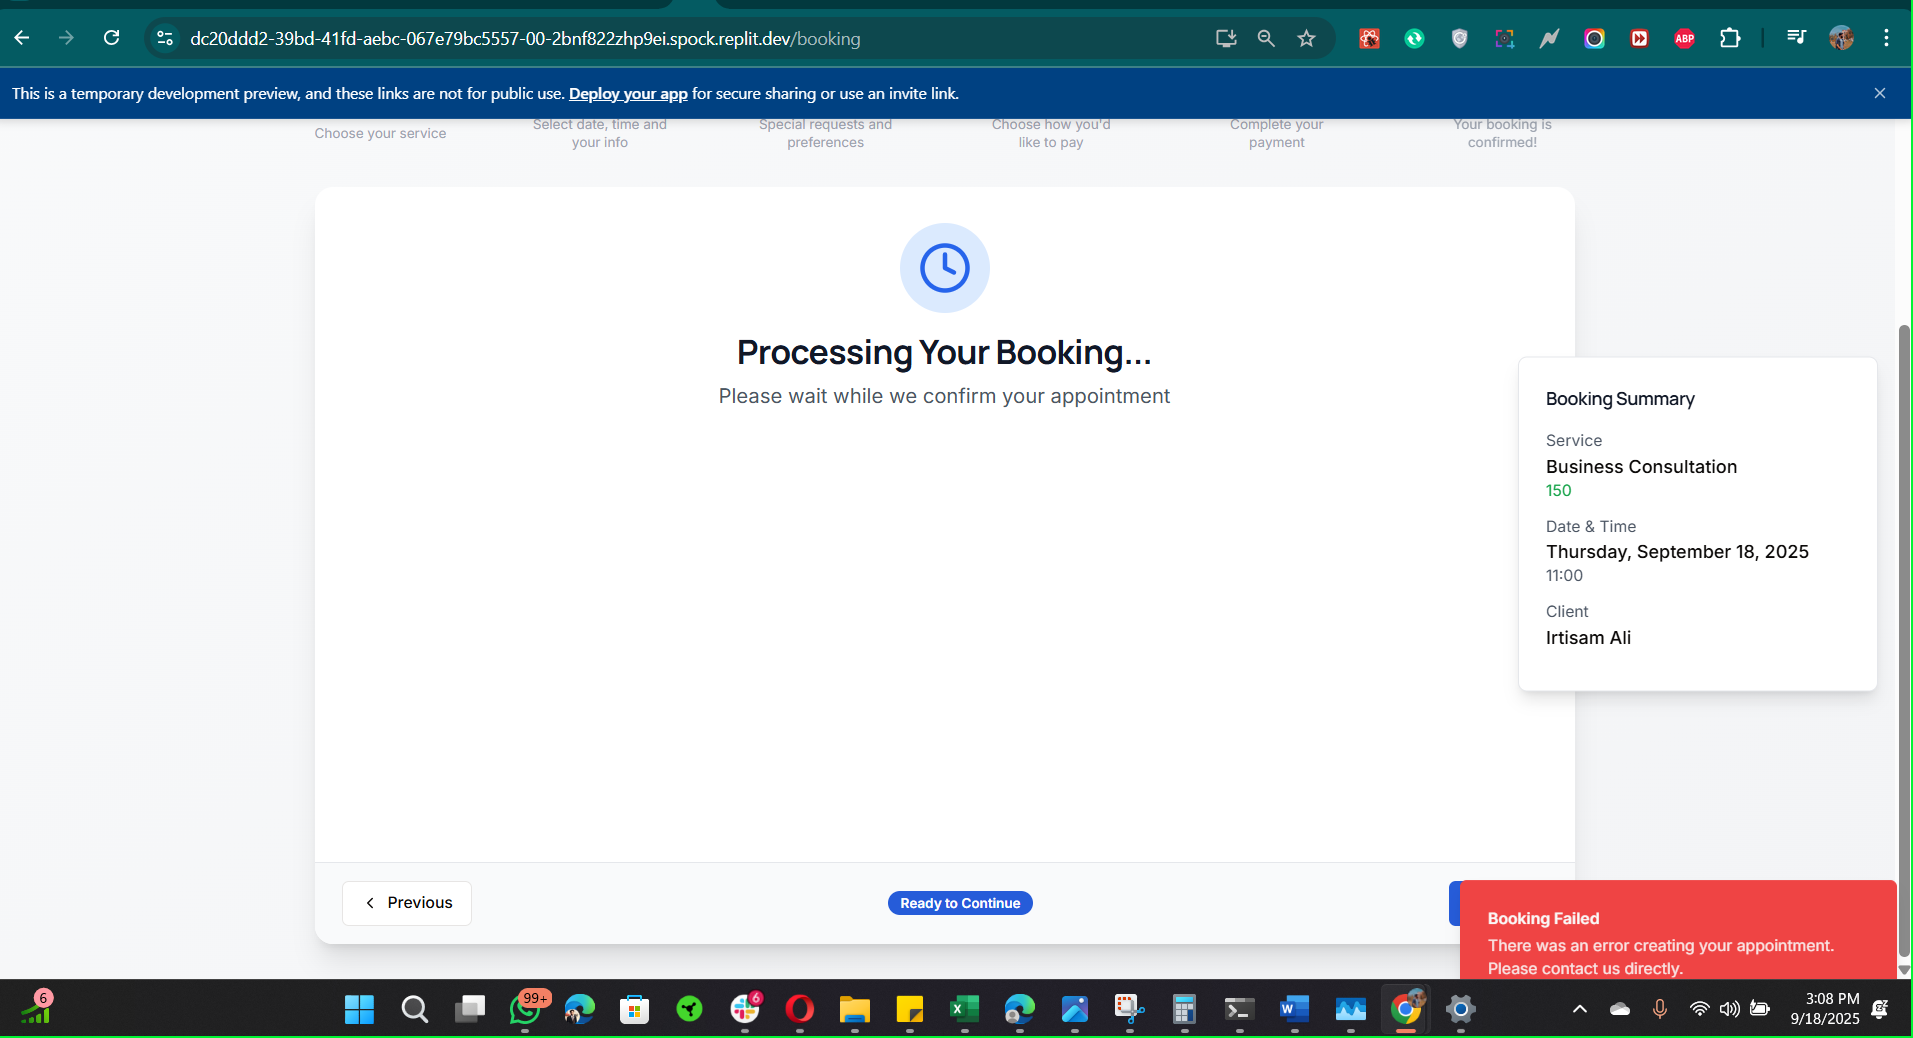 dc20ddd2-39bd-41fd-aebc-067e79bc5557-00-2bnf822zhp9ei.spock.replit.dev/booking
ABP
This is a temporary development preview, and these links are not for public use. Deploy your app for secure sharing or use an invite link.
Choose your service
Select date, time and
your info
Special requests and
preferences
Choose how you'd
like to pay
Complete your
payment
Your booking is
confirmed!
Processing Your Booking...
Please wait while we confirm your appointment
Booking Summary
Service
Business Consultation
150
Date & Time
Thursday, September 18, 2025
11:00
Client
Irtisam Ali
Previous
Ready to Continue
Booking Failed
There was an error creating your appointment.
Please contact us directly.
6
99+
6
3:08 PM
9/18/2025